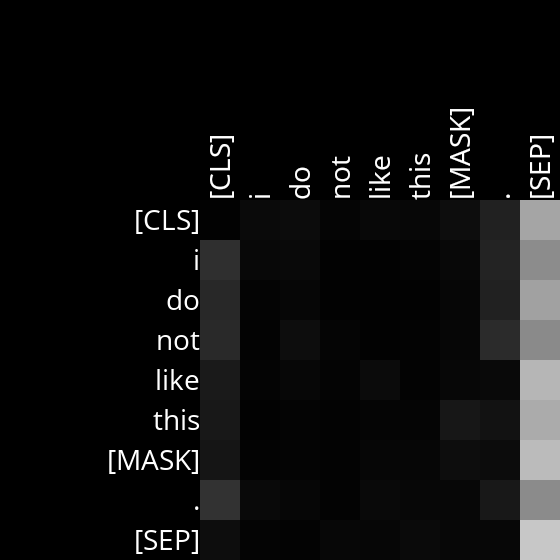 [CLS] i do not like this [MASK] . [SEP]
[CLS]
i
do
not
like
this
[MASK]
.
[SEP]